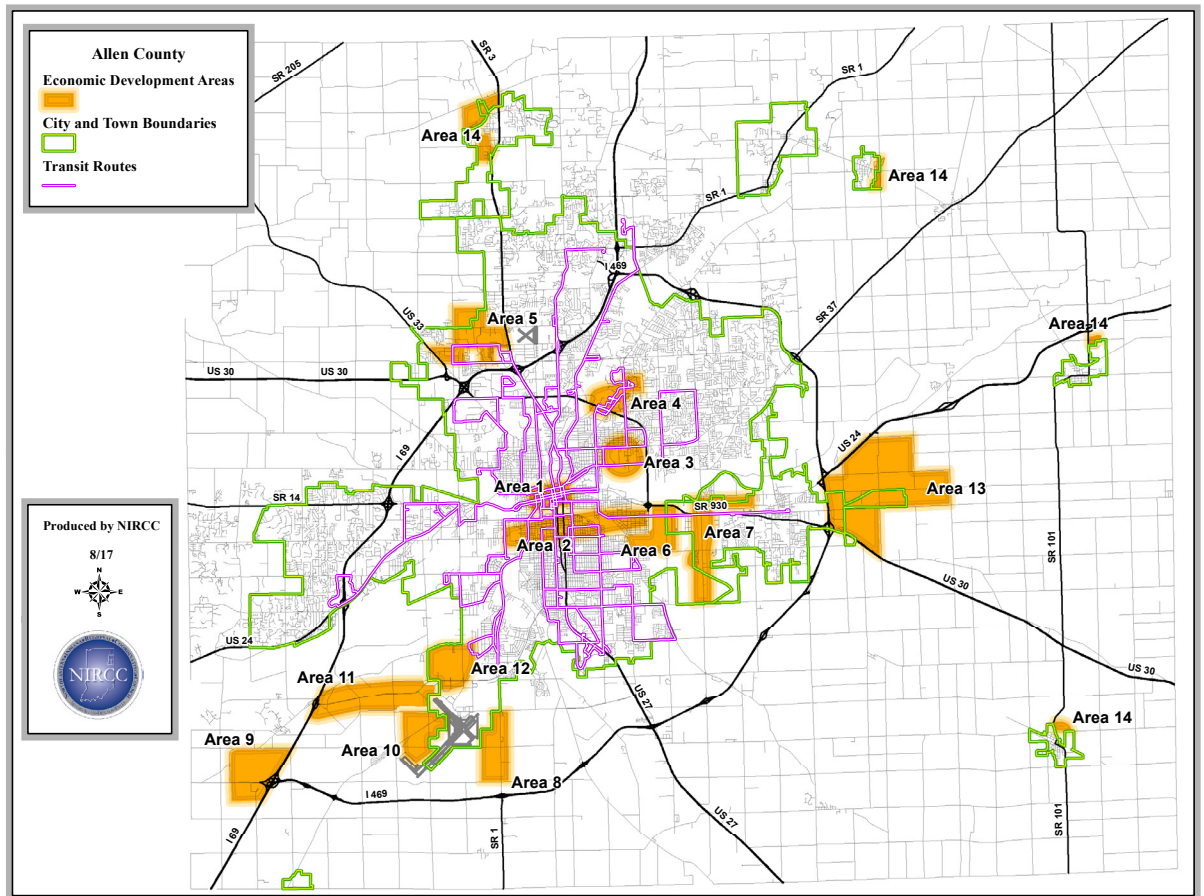 Allen County
Economic Development Areas
City and Town Boundaries
Transit Routes
Produced by NIRCC
8/17
N
W
E
S
NIRCC
SR 205
SR 3
SR 1
Area 14
Area 14
SR 1
I 469
SR 37
US 33
Area 5
Area 14
US 30
US 30
Area 4
I 69
US 24
Area 3
Area 13
Area 1
SR 14
SR 930
Area 7
Area 2
Area 6
SR 101
US 30
US 24
Area 12
US 30
Area 11
US 27
Area 14
Area 9
Area 10
Area 8
I 469
US 27
SR 101
I 69
SR 1